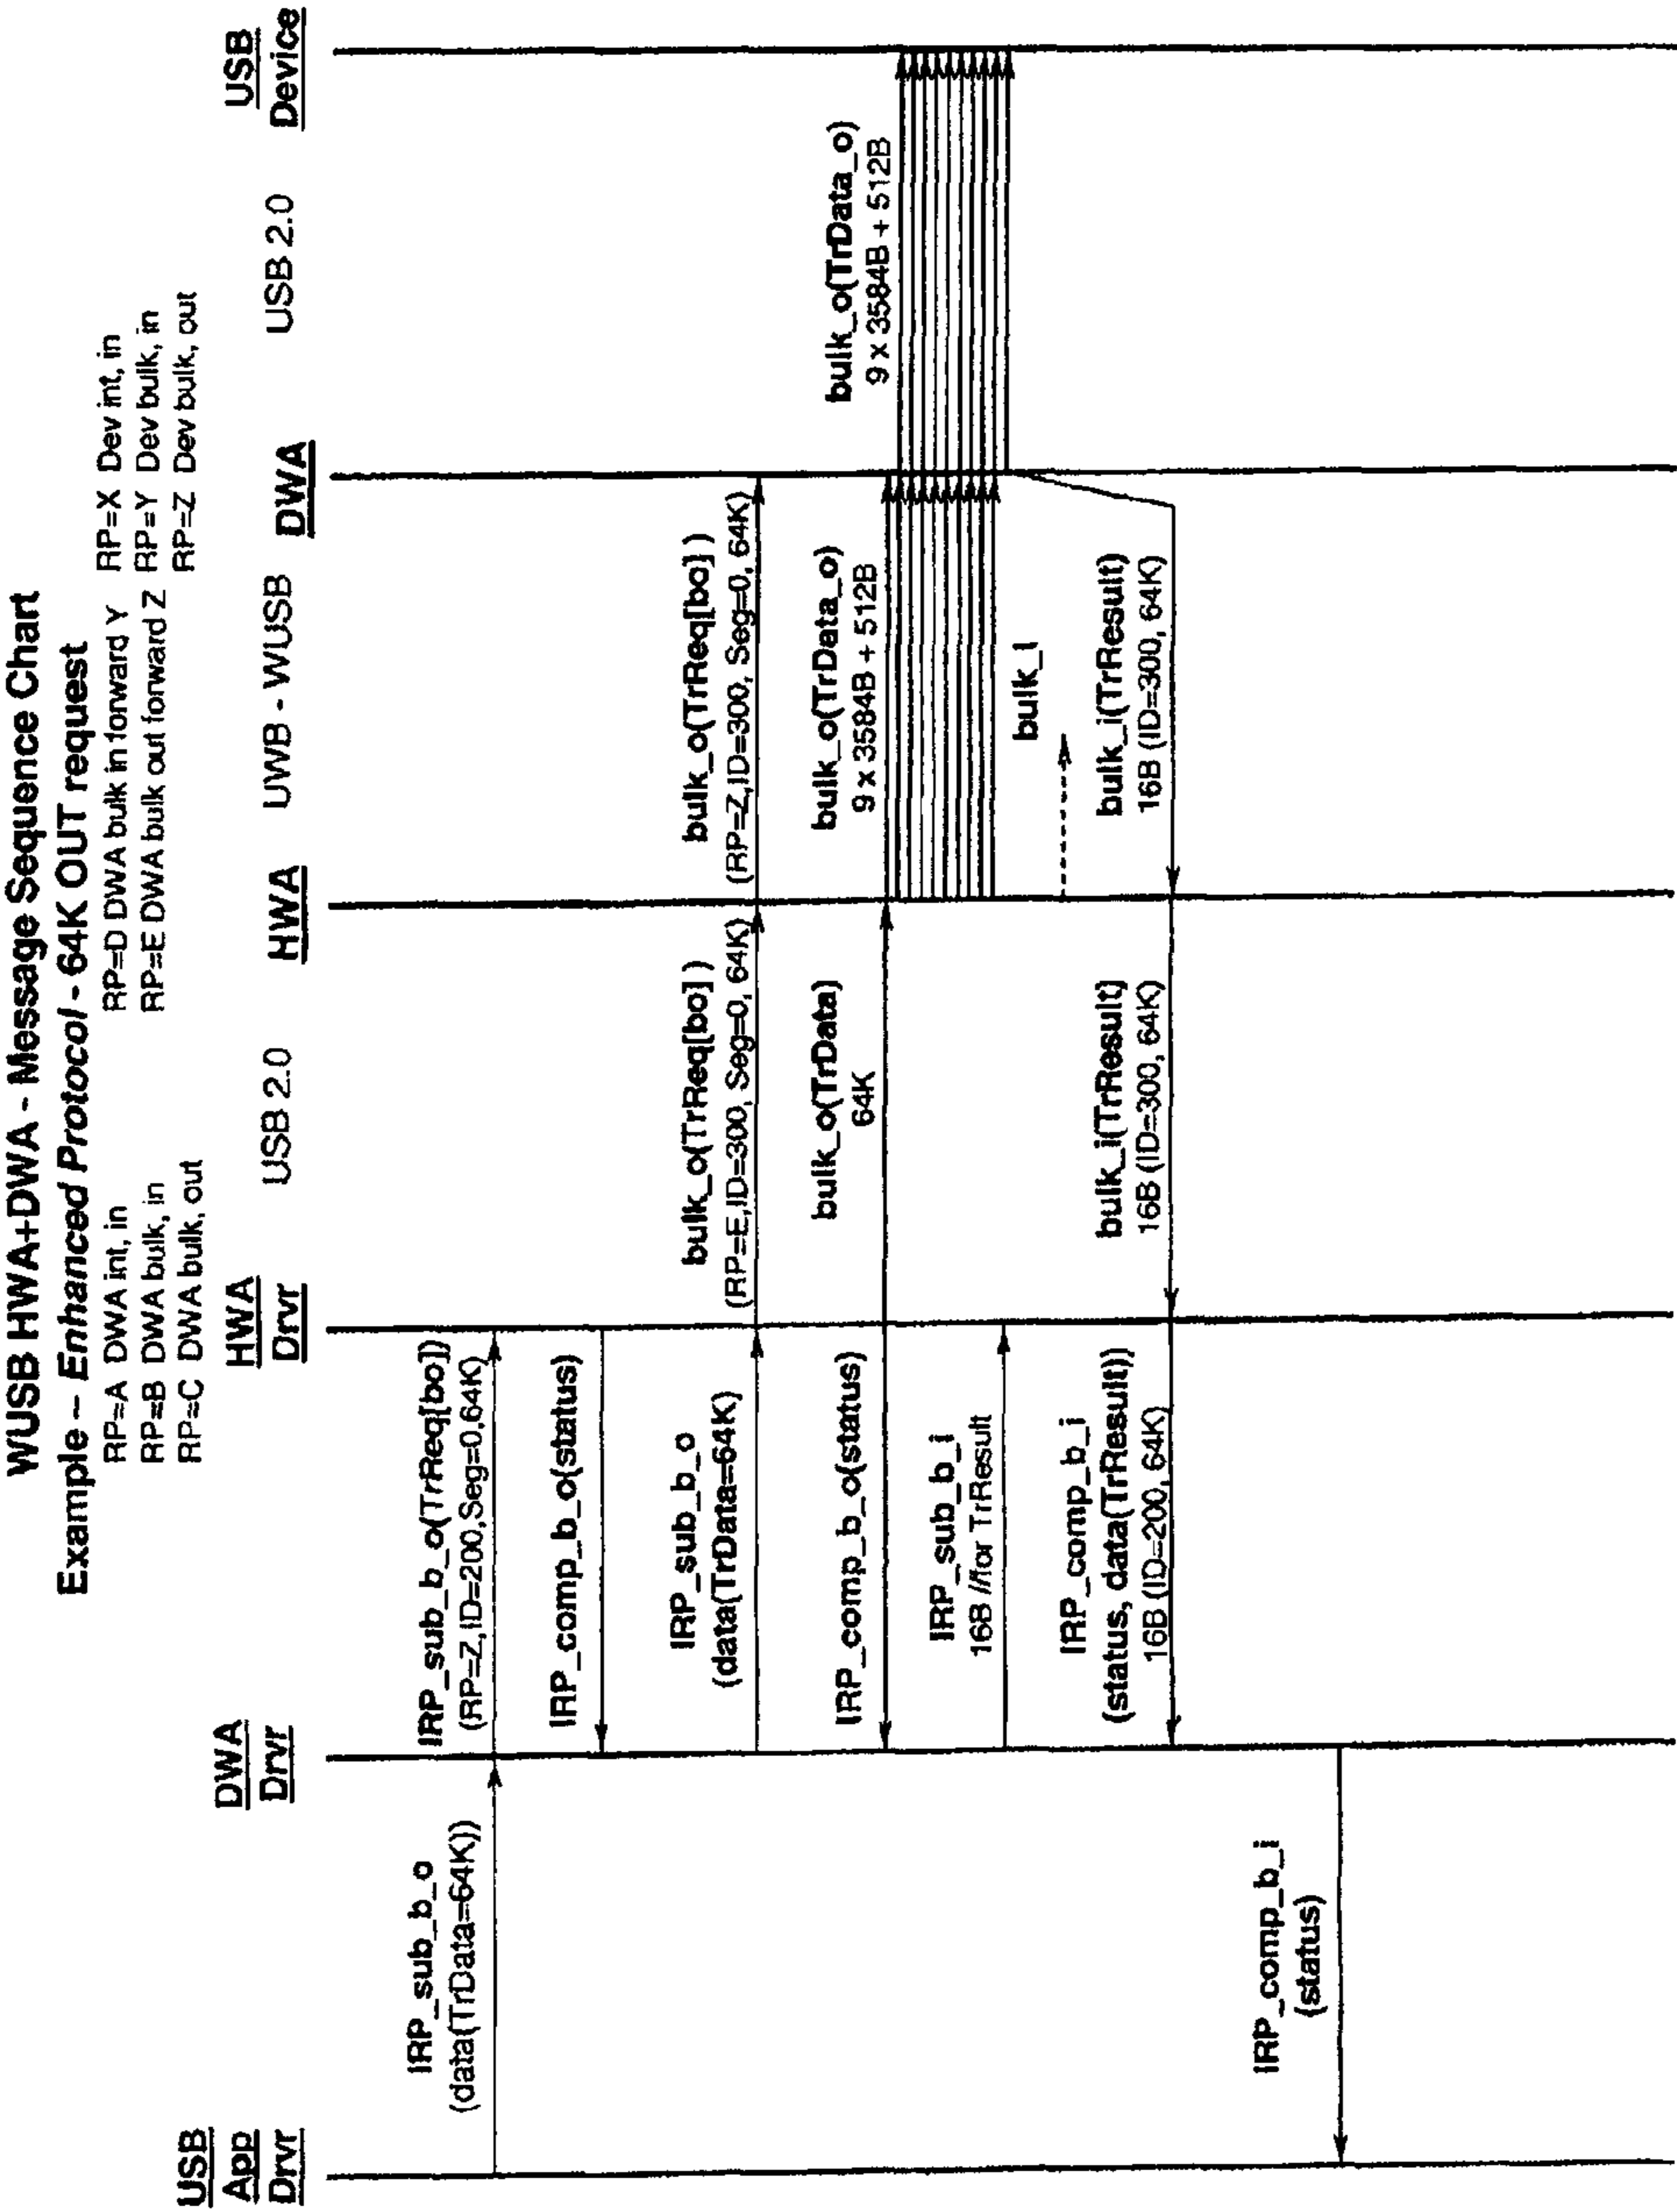 WUSB HWA+DWA - Message Sequence Chart
Example – Enhanced Protocol - 64K OUT request
RP=A DWA int, in
RP=B DWA bulk, in
RP=C DWA bulk, out
RP=D DWA bulk in forward Y
RP=E DWA bulk out forward Z
RP=X Dev int, in
RP=Y Dev bulk, in
RP=Z Dev bulk, out
USB
App
Drvr
DWA
Drvr
HWA
Drvr
USB 2.0
HWA
UWB - WUSB
DWA
USB 2.0
USB
Device
IRP_sub_b_o
(data(TrData=64K))
IRP_sub_b_o(TrReq[bo])
(RP=Z,ID=200,Seg=0,64K)
IRP_comp_b_o(status)
IRP_sub_b_o
(data(TrData=64K)
bulk_o(TrReq[bo] )
(RP=E,ID=300, Seg=0, 64K)
bulk_o(TrReq[bo] )
(RP=Z,ID=300, Seg=0, 64K)
IRP_comp_b_o(status)
bulk_o(TrData)
64K
bulk_o(TrData_o)
9 x 3584B + 512B
bulk_o(TrData_o)
9 x 3584B + 512B
IRP_sub_b_i
16B //for TrResult
bulk_i
IRP_comp_b_i
(status, data(TrResult))
16B (ID=200, 64K)
bulk_i(TrResult)
16B (ID=300, 64K)
bulk_i(TrResult)
16B (ID=300, 64K)
IRP_comp_b_i
(status)